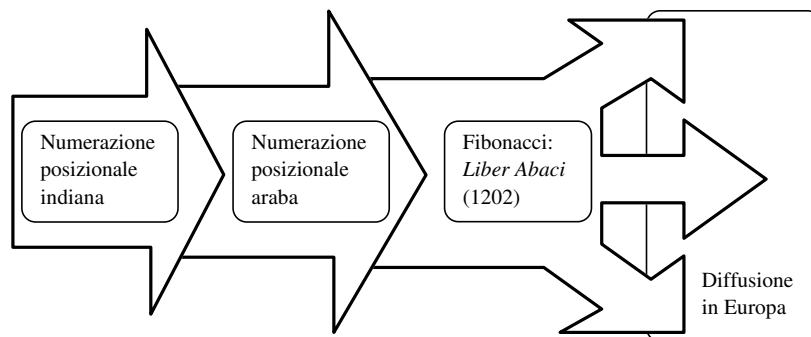 Numerazione
posizionale
indiana
Numerazione
posizionale
araba
Fibonacci:
Liber Abaci
(1202)
Diffusione
in Europa